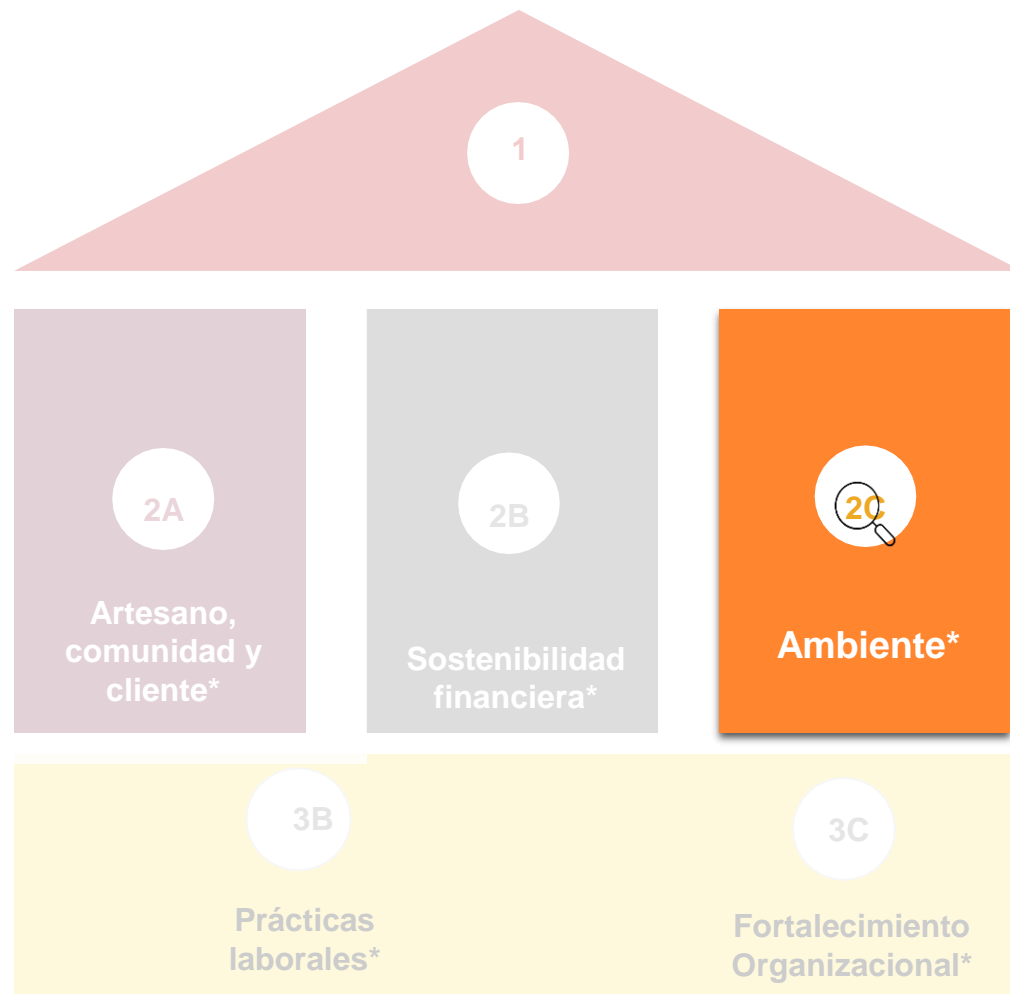 1
2A
Artesano,
comunidad y
cliente*
2B
Sostenibilidad
financiera*
2C
Ambiente*
3B
Prácticas
laborales*
3C
Fortalecimiento
Organizacional*